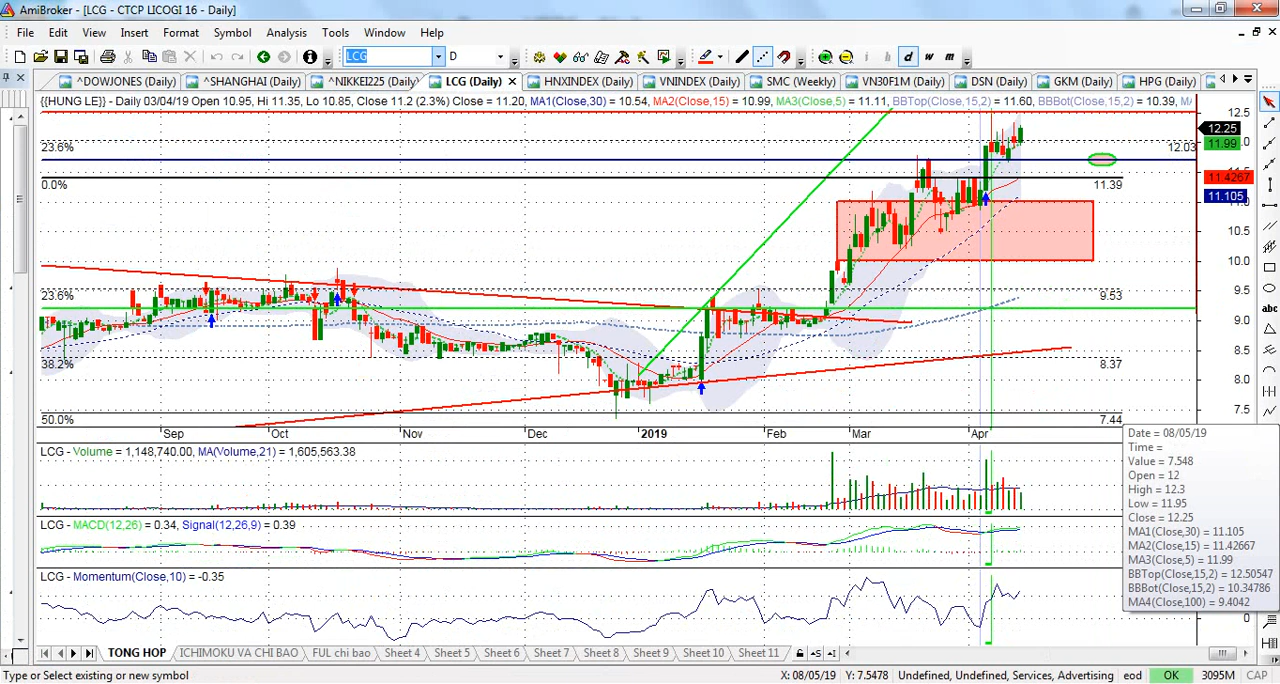 AmiBroker - [LCG - CTCP LICOGI 16 - Daily]
File Edit View Insert Format Symbol Analysis Tools Window Help
LCG D i h d w m
^DOWJONES (Daily) ^SHANGHAI (Daily) ^NIKKEI225 (Daily) LCG (Daily) HNXINDEX (Daily) VNINDEX (Daily) SMC (Weekly) VN30F1M (Daily) DSN (Daily) GKM (Daily) HPG (Daily)
{{HUNG LE}} - Daily 03/04/19 Open 10.95, Hi 11.35, Lo 10.85, Close 11.2 (2.3%) Close = 11.20, MA1(Close,30) = 10.54, MA2(Close,15) = 10.99, MA3(Close,5) = 11.11, BBTop(Close,15,2) = 11.60, BBBot(Close,15,2) = 10.39,
12.5
12.25
11.99
23.6% 12.03
11.4267
0.0% 11.39
11.105
abc
10.5
10.0
23.6% 9.53
9.5
9.0
8.5
38.2% 8.37
8.0
7.5
50.0% 7.44
Sep Oct Nov Dec 2019 Feb Mar Apr
Date = 08/05/19
Time =
Value = 7.548
Open = 12
High = 12.3
Low = 11.95
Close = 12.25
MA1(Close,30) = 11.105
MA2(Close,15) = 11.42667
MA3(Close,5) = 11.99
BBTop(Close,15,2) = 12.50547
BBBot(Close,15,2) = 10.34786
MA4(Close,100) = 9.4042
LCG - Volume = 1,148,740.00, MA(Volume,21) = 1,605,563.38
LCG - MACD(12,26) = 0.34, Signal(12,26,9) = 0.39
LCG - Momentum(Close,10) = -0.35
0
TONG HOP ICHIMOKU VA CHI BAO FUL chi bao Sheet 4 Sheet 5 Sheet 6 Sheet 7 Sheet 8 Sheet 9 Sheet 10 Sheet 11
Type or Select existing or new symbol X: 08/05/19 Y: 7.5478 Undefined, Undefined, Services, Advertising eod OK 3095M CAP